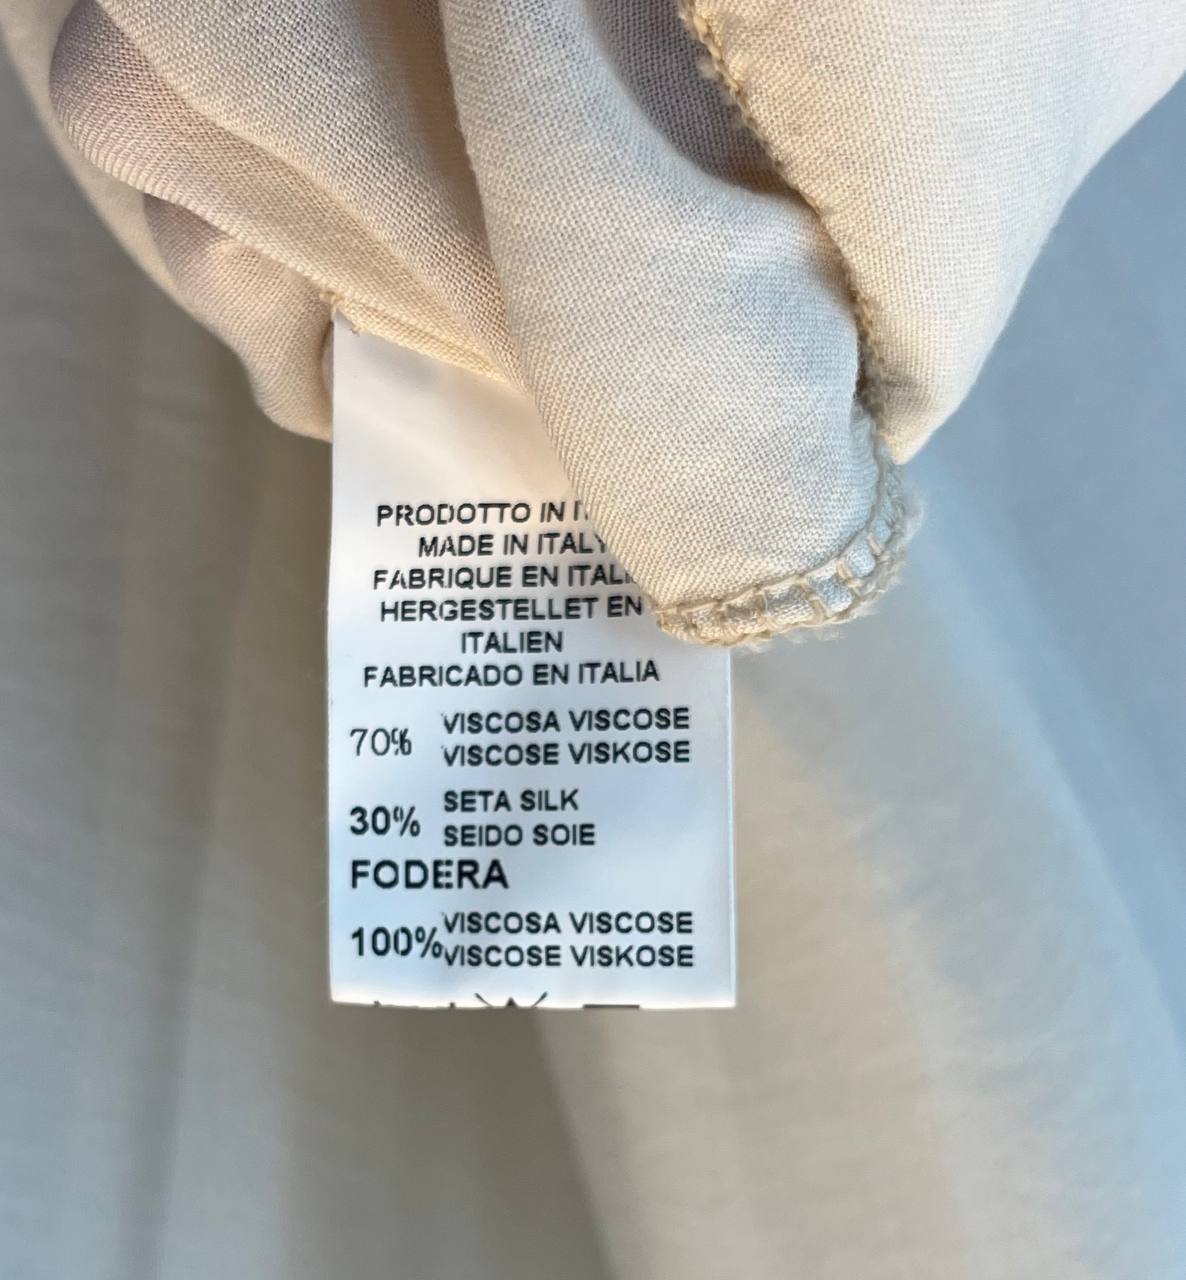 PRODOTTO IN
MADE IN ITALY
FABRIQUE EN
HERGESTELLET EN
ITALIEN
FABRICADO EN ITALIA
70% VISCOSA VISCOSE
VISCOSE VISKOSE
30% SETA SILK
SEIDO SOIE
FODERA
100% VISCOSA VISCOSE
VISCOSE VISKOSE